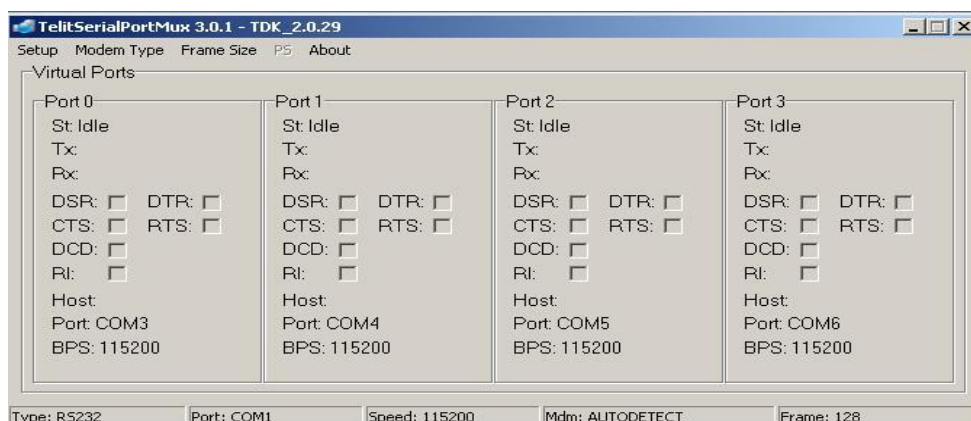 TelitSerialPortMux 3.0.1 - TDK_2.0.29
Setup Modem Type Frame Size PS About
Virtual Ports
Port 0
St: Idle
Tx:
Rx:
DSR: DTR:
CTS: RTS:
DCD:
RI:
Host:
Port: COM3
BPS: 115200
Port 1
St: Idle
Tx:
Rx:
DSR: DTR:
CTS: RTS:
DCD:
RI:
Host:
Port: COM4
BPS: 115200
Port 2
St: Idle
Tx:
Rx:
DSR: DTR:
CTS: RTS:
DCD:
RI:
Host:
Port: COM5
BPS: 115200
Port 3
St: Idle
Tx:
Rx:
DSR: DTR:
CTS: RTS:
DCD:
RI:
Host:
Port: COM6
BPS: 115200
Type: RS232 Port: COM1 Speed: 115200 Mdm: AUTODETECT Frame: 128